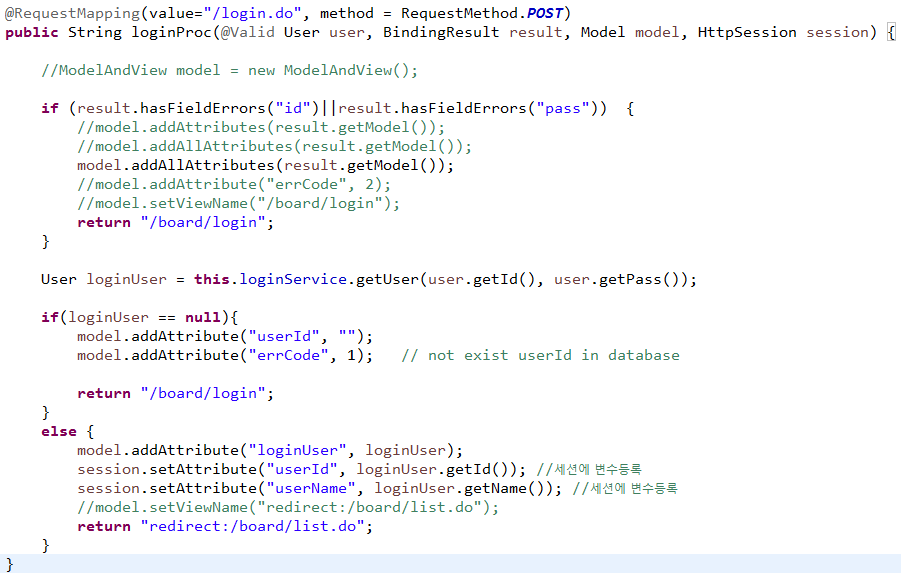 @RequestMapping(value="/login.do", method = RequestMethod.POST)
public String loginProc(@Valid User user, BindingResult result, Model model, HttpSession session) {
//ModelAndView model = new ModelAndView();
if (result.hasFieldErrors("id")||result.hasFieldErrors("pass"))  {
//model.addAttributes(result.getModel());
//model.addAllAttributes(result.getModel());
model.addAllAttributes(result.getModel());
//model.addAttribute("errCode", 2);
//model.setViewName("/board/login");
return "/board/login";
}
User loginUser = this.loginService.getUser(user.getId(), user.getPass());
if(loginUser == null){
model.addAttribute("userId", "");
model.addAttribute("errCode", 1);   // not exist userId in database
return "/board/login";
}
else {
model.addAttribute("loginUser", loginUser);
session.setAttribute("userId", loginUser.getId()); //세션에 변수등록
session.setAttribute("userName", loginUser.getName()); //세션에 변수등록
//model.setViewName("redirect:/board/list.do");
return "redirect:/board/list.do";
}
}